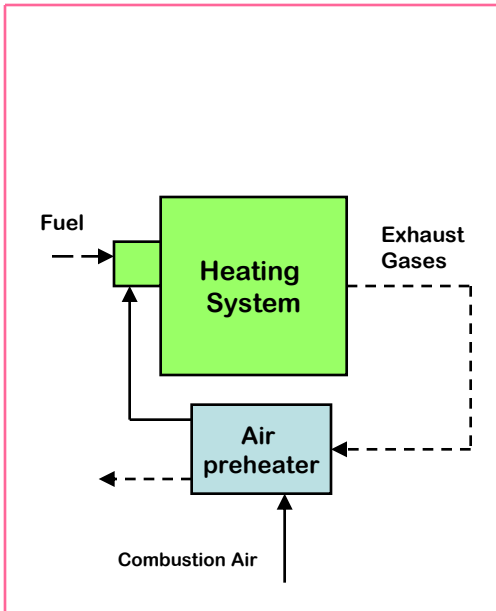 Fuel
Exhaust
Gases
Heating
System
Air
preheater
Combustion Air